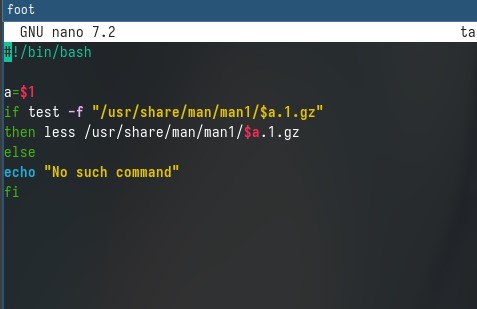 foot
GNU nano 7.2 ta
#!/bin/bash
a=$1
if test -f "/usr/share/man/man1/$a.1.gz"
then less /usr/share/man/man1/$a.1.gz
else
echo "No such command"
fi